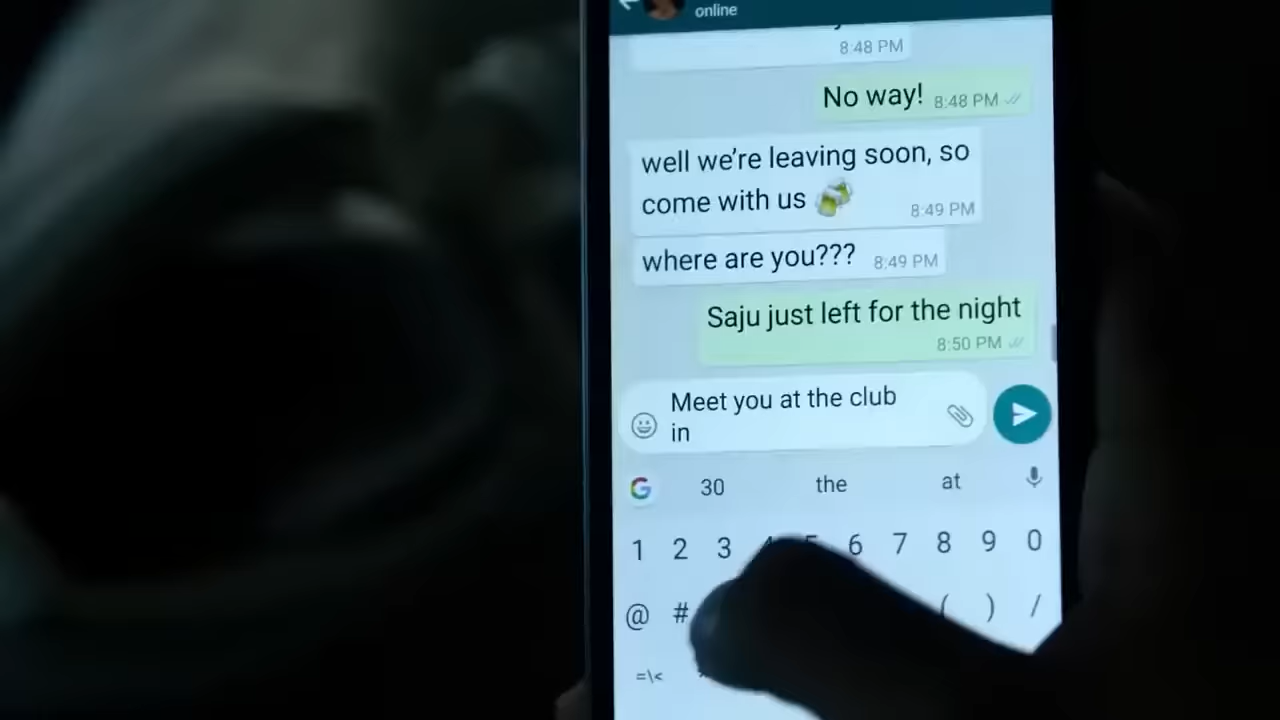 online
8:48 PM
No way! 8:48 PM
well we're leaving soon, so
come with us 8:49 PM
where are you??? 8:49 PM
Saju just left for the night
8:50 PM
Meet you at the club
in
G 30 the at
1 2 3 4 5 6 7 8 9 0
@ # ( ) /
=\<